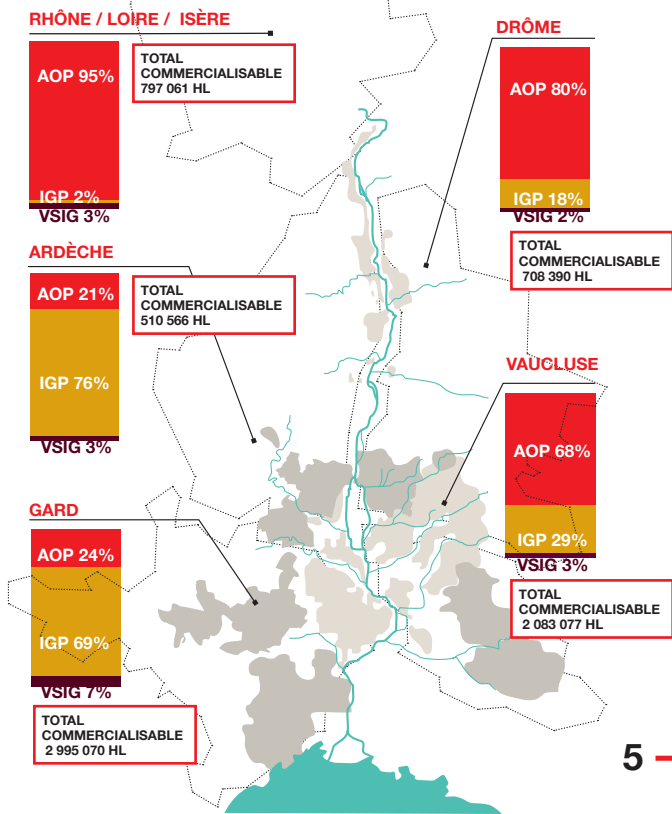 RHÔNE / LOIRE / ISÈRE
AOP 95%
IGP 2%
VSIG 3%
TOTAL
COMMERCIALISABLE
797 061 HL
DRÔME
AOP 80%
IGP 18%
VSIG 2%
TOTAL
COMMERCIALISABLE
708 390 HL
ARDÈCHE
AOP 21%
IGP 76%
VSIG 3%
TOTAL
COMMERCIALISABLE
510 566 HL
VAUCLUSE
AOP 68%
IGP 29%
VSIG 3%
TOTAL
COMMERCIALISABLE
2 083 077 HL
GARD
AOP 24%
IGP 69%
VSIG 7%
TOTAL
COMMERCIALISABLE
2 995 070 HL
5